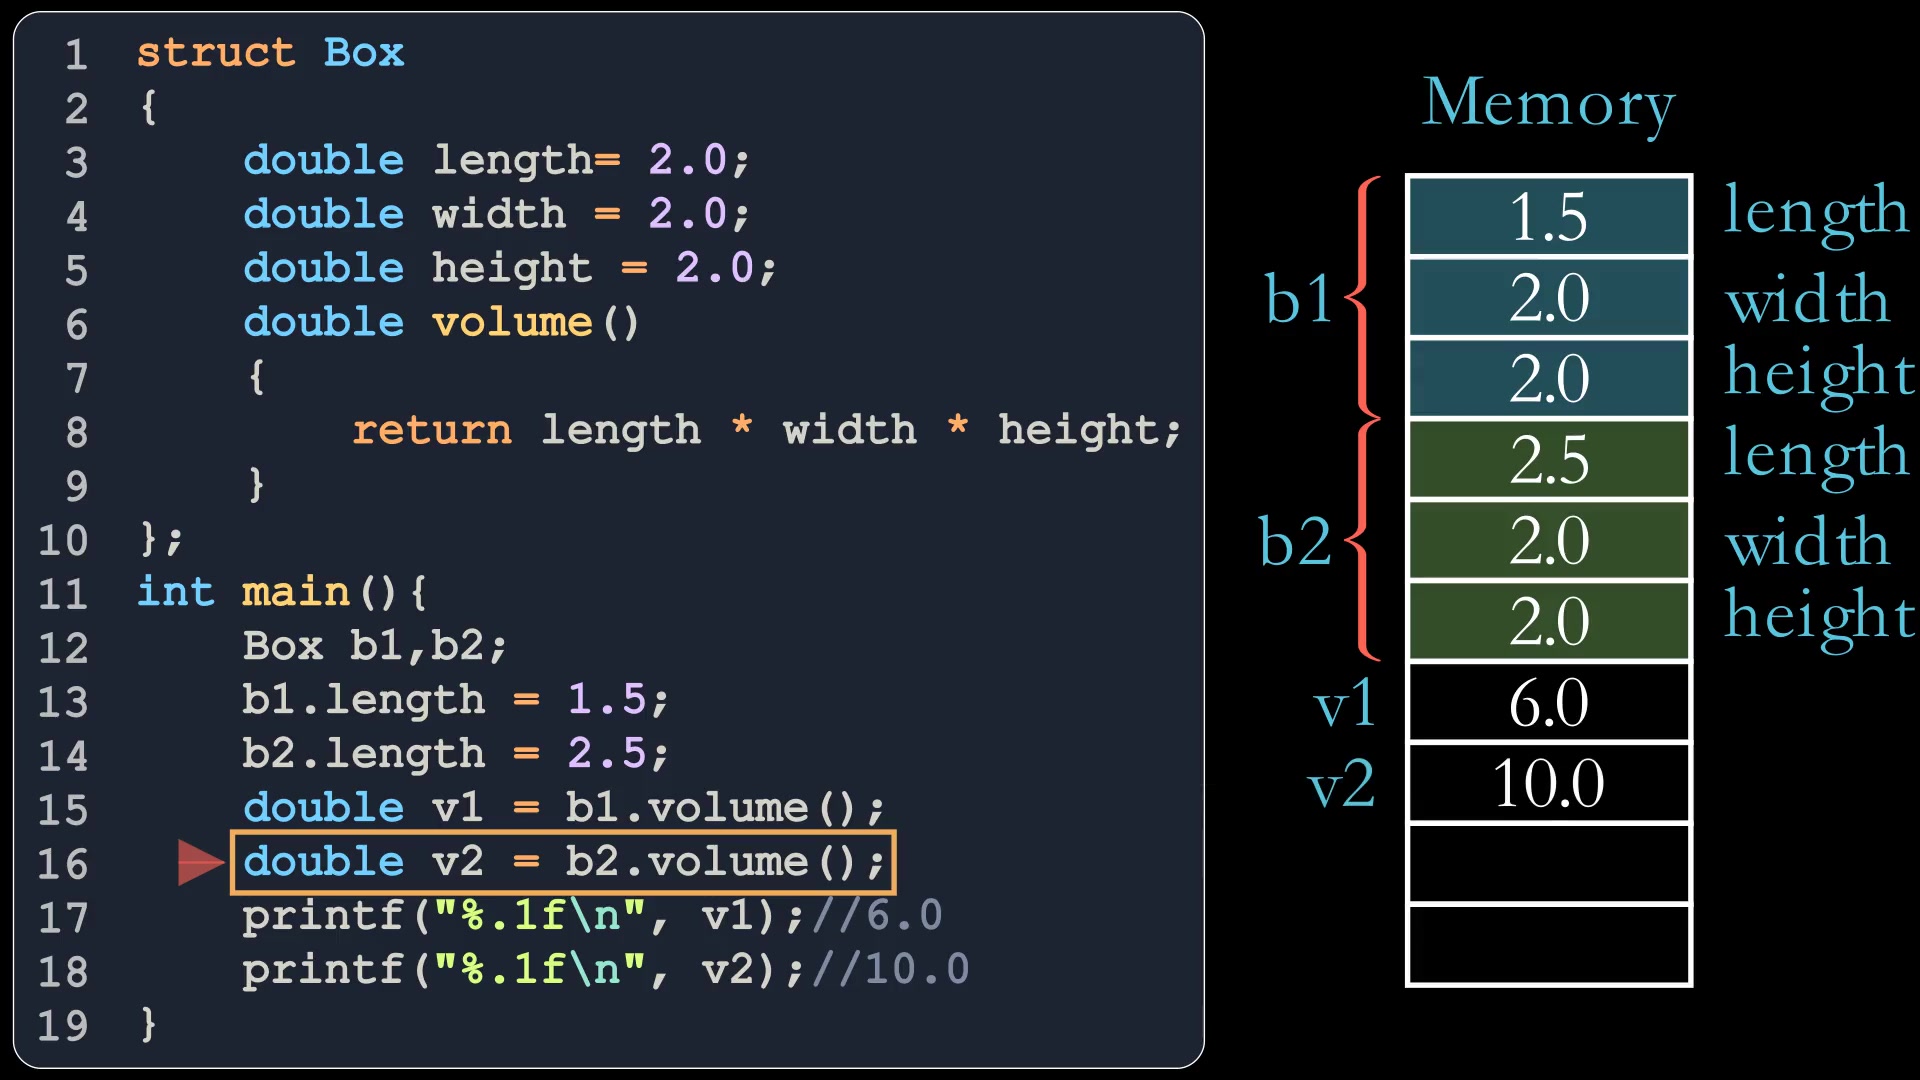 1 struct Box
2 {
3 double length= 2.0;
4 double width = 2.0;
5 double height = 2.0;
6 double volume()
7 {
8 return length * width * height;
9 }
10 };
11 int main(){
12 Box b1,b2;
13 b1.length = 1.5;
14 b2.length = 2.5;
15 double v1 = b1.volume();
16 double v2 = b2.volume();
17 printf("%.1f\n", v1);//6.0
18 printf("%.1f\n", v2);//10.0
19 }
Memory
1.5 length
b1 2.0 width
2.0 height
2.5 length
b2 2.0 width
2.0 height
v1 6.0
v2 10.0